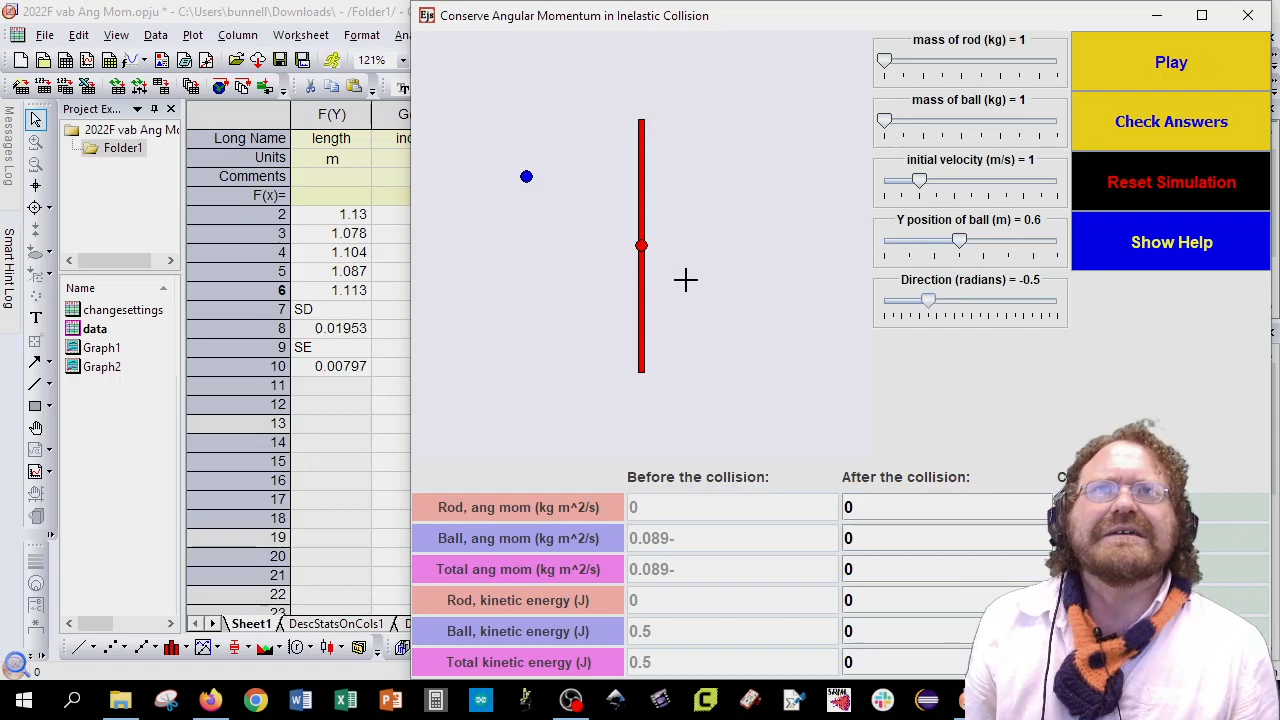 2022F vab Ang Mom.opju * - C:\Users\bunnell\Downloads\ - /Folder1/ -
File Edit View Data Plot Column Worksheet Format
121%
Messages Log
Smart Hint Log
Project Ex...
2022F vab Ang Mo
Folder1
Name
changesettings
data
Graph1
Graph2
F(Y)
Long Name length
Units m
Comments
F(x)=
2 1.13
3 1.078
4 1.104
5 1.087
6 1.113
7 SD
8 0.01953
9 SE
10 0.00797
11
12
13
14
15
16
17
18
19
20
21
22
23
Sheet1 DescStatsOnCols1
0
Ejs Conserve Angular Momentum in Inelastic Collision
mass of rod (kg) = 1
mass of ball (kg) = 1
initial velocity (m/s) = 1
Y position of ball (m) = 0.6
Direction (radians) = -0.5
Play
Check Answers
Reset Simulation
Show Help
Before the collision: After the collision:
Rod, ang mom (kg m^2/s) 0 0
Ball, ang mom (kg m^2/s) 0.089- 0
Total ang mom (kg m^2/s) 0.089- 0
Rod, kinetic energy (J) 0 0
Ball, kinetic energy (J) 0.5 0
Total kinetic energy (J) 0.5 0